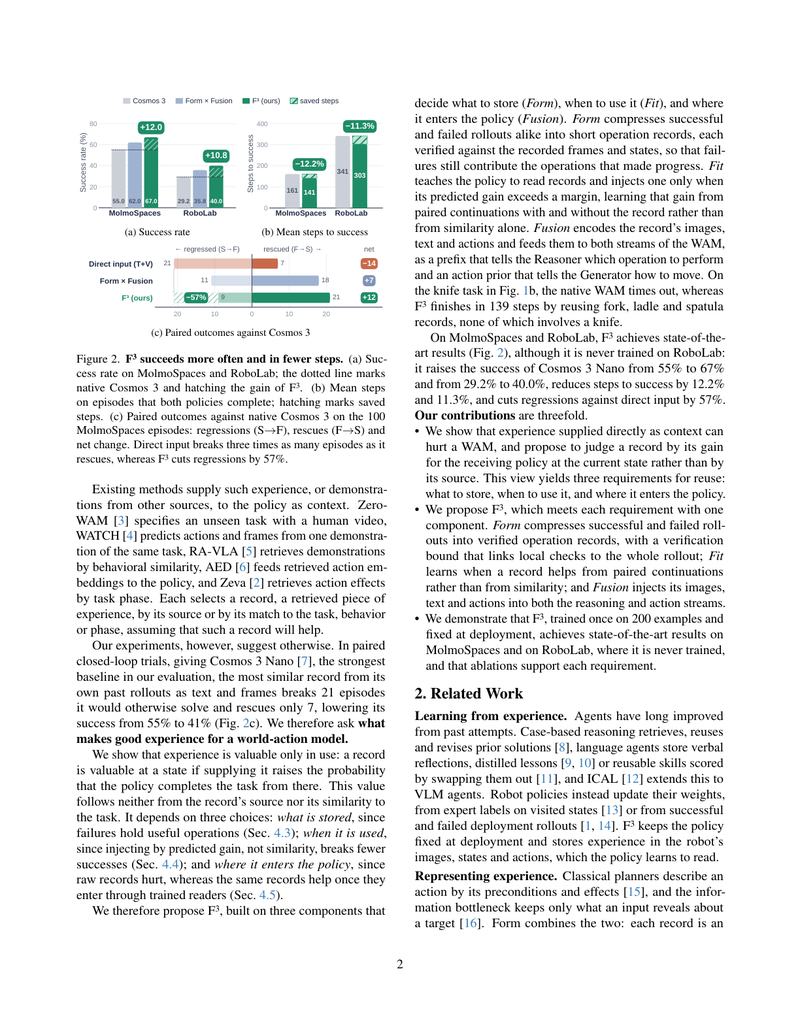 Cosmos 3 Form × Fusion F³ (ours) saved steps
Success rate (%)
80
60
40
20
0
+12.0
+10.8
55.0 62.0 67.0
29.2 35.8 40.0
MolmoSpaces RoboLab
(a) Success rate
Steps to success
400
300
200
100
0
−12.2%
−11.3%
161 141
341 303
MolmoSpaces RoboLab
(b) Mean steps to success
← regressed (S→F) rescued (F→S) → net
Direct input (T+V) 21 7 −14
Form × Fusion 11 18 +7
F³ (ours) −57% 9 21 +12
20 10 0 10 20
(c) Paired outcomes against Cosmos 3
Figure 2. F³ succeeds more often and in fewer steps. (a) Suc-
cess rate on MolmoSpaces and RoboLab; the dotted line marks
native Cosmos 3 and hatching the gain of F³. (b) Mean steps
on episodes that both policies complete; hatching marks saved
steps. (c) Paired outcomes against native Cosmos 3 on the 100
MolmoSpaces episodes: regressions (S→F), rescues (F→S) and
net change. Direct input breaks three times as many episodes as it
rescues, whereas F³ cuts regressions by 57%.
Existing methods supply such experience, or demonstra-
tions from other sources, to the policy as context. Zero-
WAM [3] specifies an unseen task with a human video,
WATCH [4] predicts actions and frames from one demonstra-
tion of the same task, RA-VLA [5] retrieves demonstrations
by behavioral similarity, AED [6] feeds retrieved action em-
beddings to the policy, and Zeva [2] retrieves action effects
by task phase. Each selects a record, a retrieved piece of
experience, by its source or by its match to the task, behavior
or phase, assuming that such a record will help.
Our experiments, however, suggest otherwise. In paired
closed-loop trials, giving Cosmos 3 Nano [7], the strongest
baseline in our evaluation, the most similar record from its
own past rollouts as text and frames breaks 21 episodes
it would otherwise solve and rescues only 7, lowering its
success from 55% to 41% (Fig. 2c). We therefore ask what
makes good experience for a world-action model.
We show that experience is valuable only in use: a record
is valuable at a state if supplying it raises the probability
that the policy completes the task from there. This value
follows neither from the record's source nor its similarity to
the task. It depends on three choices: what is stored, since
failures hold useful operations (Sec. 4.3); when it is used,
since injecting by predicted gain, not similarity, breaks fewer
successes (Sec. 4.4); and where it enters the policy, since
raw records hurt, whereas the same records help once they
enter through trained readers (Sec. 4.5).
We therefore propose F³, built on three components that
decide what to store (Form), when to use it (Fit), and where
it enters the policy (Fusion). Form compresses successful
and failed rollouts alike into short operation records, each
verified against the recorded frames and states, so that fail-
ures still contribute the operations that made progress. Fit
teaches the policy to read records and injects one only when
its predicted gain exceeds a margin, learning that gain from
paired continuations with and without the record rather than
from similarity alone. Fusion encodes the record's images,
text and actions and feeds them to both streams of the WAM,
as a prefix that tells the Reasoner which operation to perform
and an action prior that tells the Generator how to move. On
the knife task in Fig. 1b, the native WAM times out, whereas
F³ finishes in 139 steps by reusing fork, ladle and spatula
records, none of which involves a knife.
On MolmoSpaces and RoboLab, F³ achieves state-of-the-
art results (Fig. 2), although it is never trained on RoboLab:
it raises the success of Cosmos 3 Nano from 55% to 67%
and from 29.2% to 40.0%, reduces steps to success by 12.2%
and 11.3%, and cuts regressions against direct input by 57%.
Our contributions are threefold.
• We show that experience supplied directly as context can
hurt a WAM, and propose to judge a record by its gain
for the receiving policy at the current state rather than by
its source. This view yields three requirements for reuse:
what to store, when to use it, and where it enters the policy.
• We propose F³, which meets each requirement with one
component. Form compresses successful and failed roll-
outs into verified operation records, with a verification
bound that links local checks to the whole rollout; Fit
learns when a record helps from paired continuations
rather than from similarity; and Fusion injects its images,
text and actions into both the reasoning and action streams.
• We demonstrate that F³, trained once on 200 examples and
fixed at deployment, achieves state-of-the-art results on
MolmoSpaces and on RoboLab, where it is never trained,
and that ablations support each requirement.
2. Related Work
Learning from experience. Agents have long improved
from past attempts. Case-based reasoning retrieves, reuses
and revises prior solutions [8], language agents store verbal
reflections, distilled lessons [9, 10] or reusable skills scored
by swapping them out [11], and ICAL [12] extends this to
VLM agents. Robot policies instead update their weights,
from expert labels on visited states [13] or from successful
and failed deployment rollouts [1, 14]. F³ keeps the policy
fixed at deployment and stores experience in the robot's
images, states and actions, which the policy learns to read.
Representing experience. Classical planners describe an
action by its preconditions and effects [15], and the infor-
mation bottleneck keeps only what an input reveals about
a target [16]. Form combines the two: each record is an
2